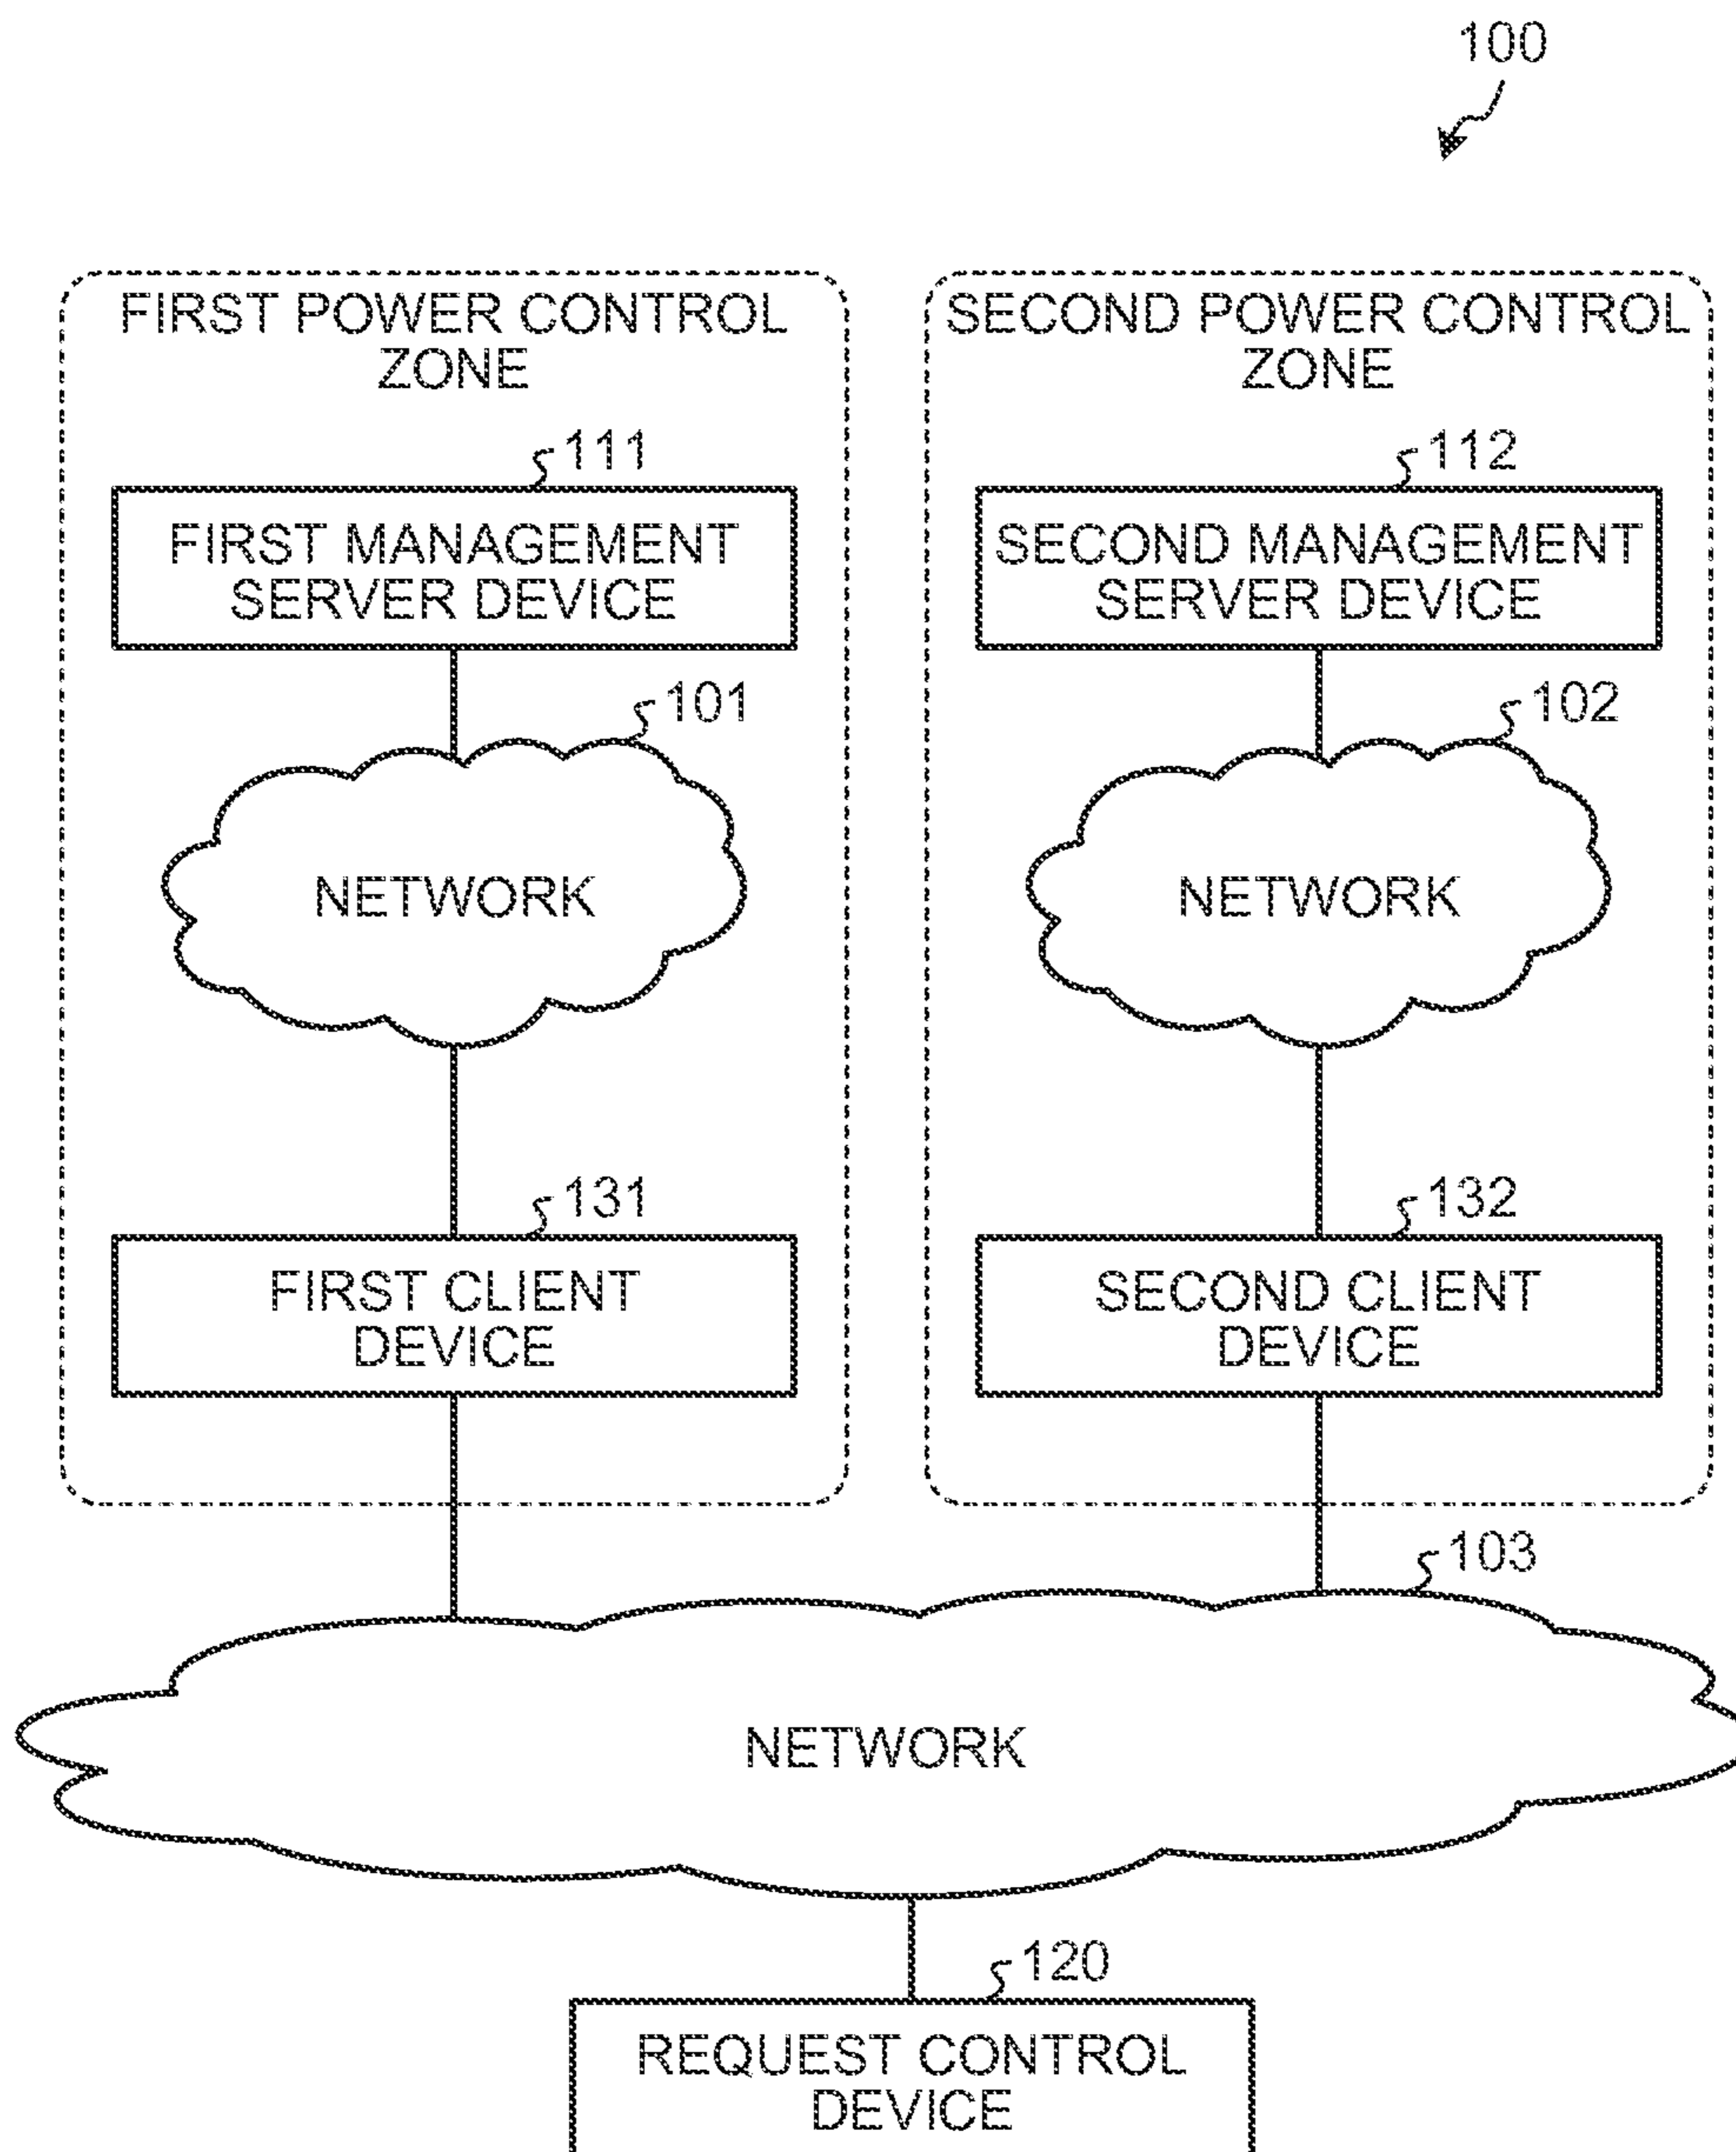 100
FIRST POWER CONTROL
ZONE
111
FIRST MANAGEMENT
SERVER DEVICE
101
NETWORK
131
FIRST CLIENT
DEVICE
SECOND POWER CONTROL
ZONE
112
SECOND MANAGEMENT
SERVER DEVICE
102
NETWORK
132
SECOND CLIENT
DEVICE
103
NETWORK
120
REQUEST CONTROL
DEVICE